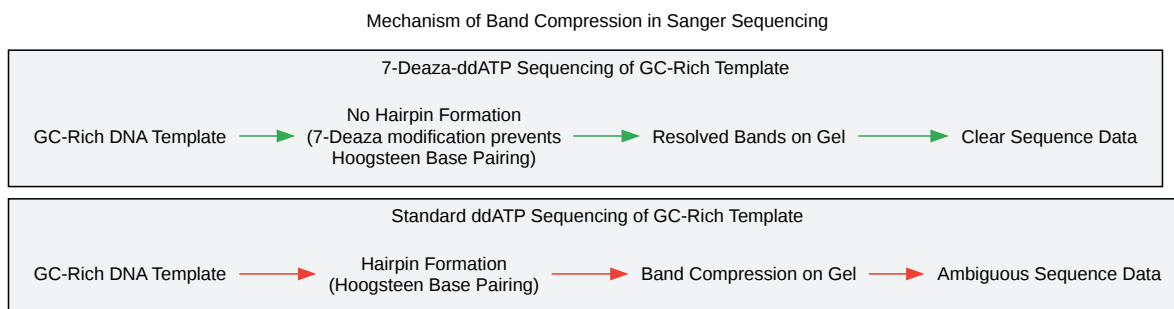 Mechanism of Band Compression in Sanger Sequencing
7-Deaza-ddATP Sequencing of GC-Rich Template
GC-Rich DNA Template
No Hairpin Formation
(7-Deaza modification prevents
Hoogsteen Base Pairing)
Resolved Bands on Gel
Clear Sequence Data
Standard ddATP Sequencing of GC-Rich Template
GC-Rich DNA Template
Hairpin Formation
(Hoogsteen Base Pairing)
Band Compression on Gel
Ambiguous Sequence Data